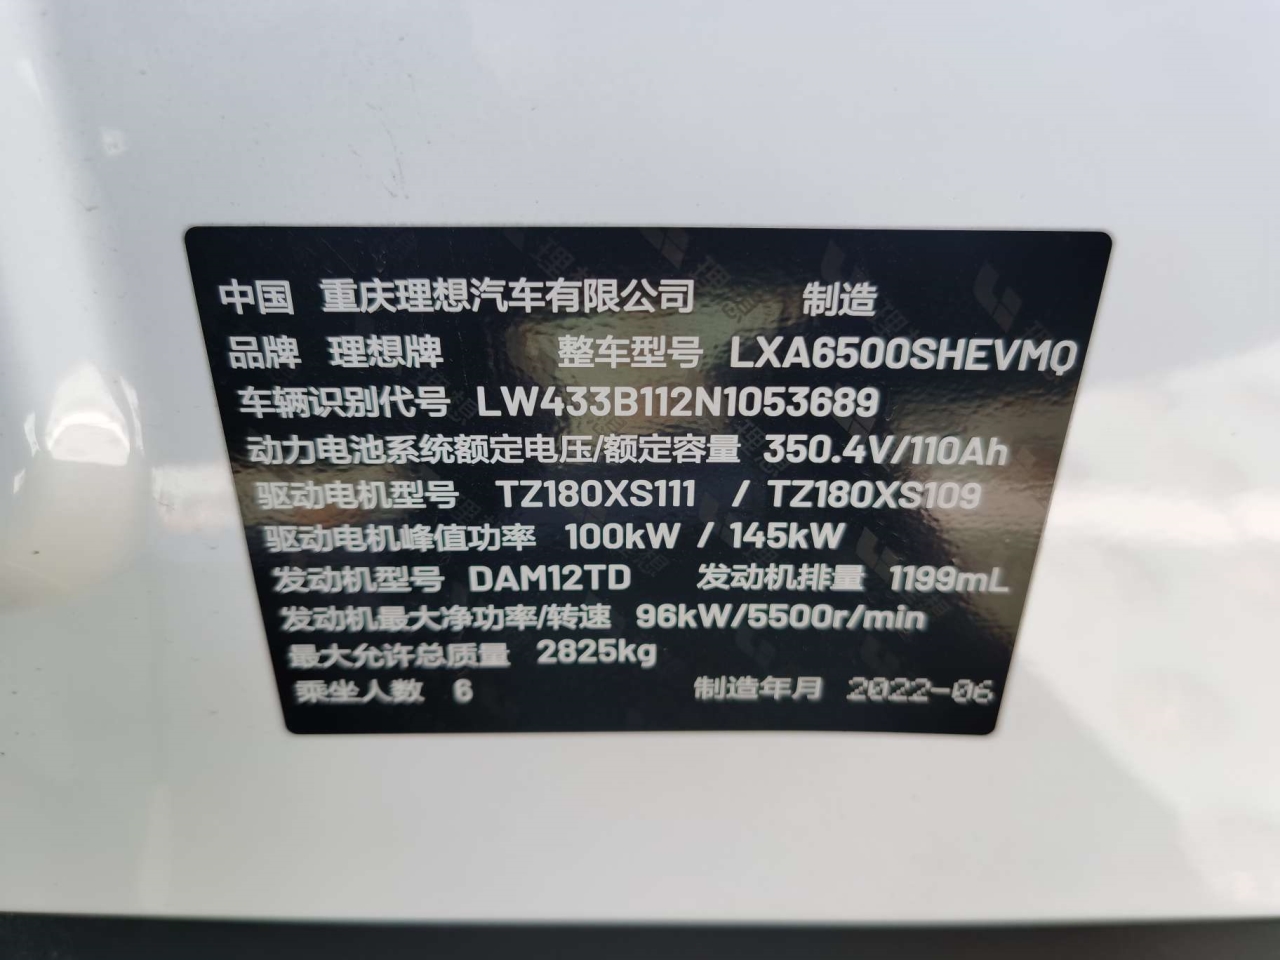 中国 重庆理想汽车有限公司 制造
品牌 理想牌 整车型号 LXA6500SHEVMQ
车辆识别代号 LW433B112N1053689
动力电池系统额定电压/额定容量 350.4V/110Ah
驱动电机型号 TZ180XS111 / TZ180XS109
驱动电机峰值功率 100kW / 145kW
发动机型号 DAM12TD 发动机排量 1199mL
发动机最大净功率/转速 96kW/5500r/min
最大允许总质量 2825kg
乘坐人数 6 制造年月 2022-06